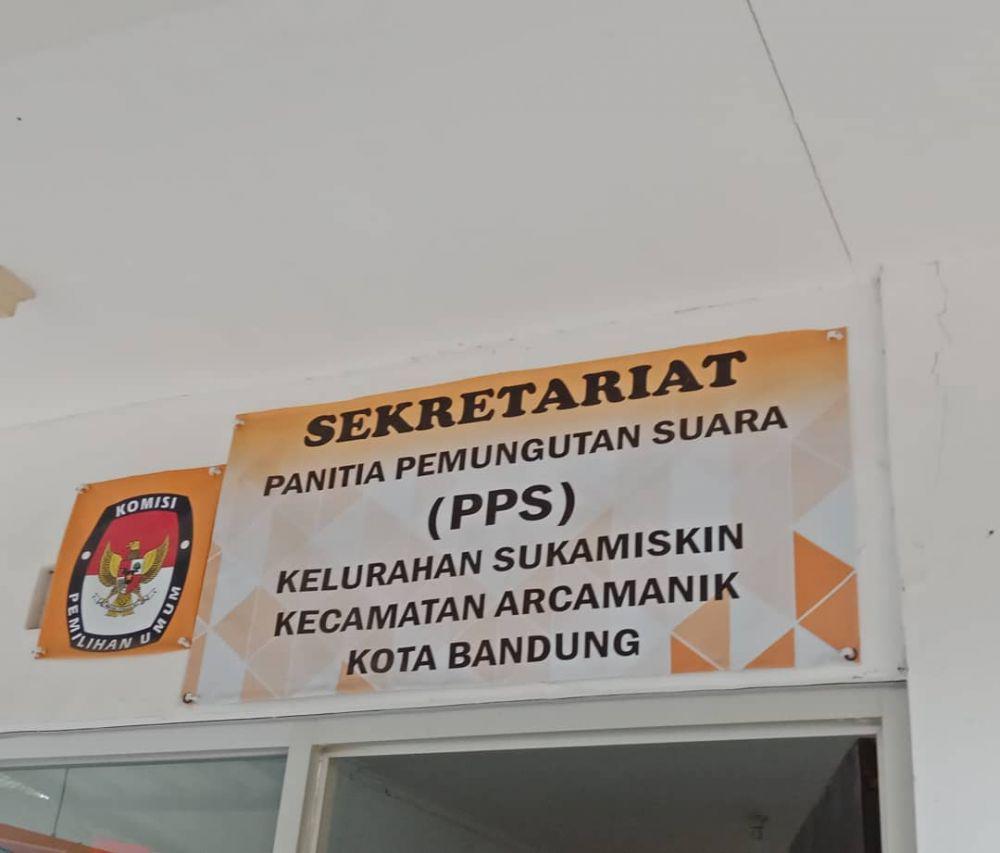 SEKRETARIAT
PANITIA PEMUNGUTAN SUARA
(PPS)
KELURAHAN SUKAMISKIN
KECAMATAN ARCAMANIK
KOTA BANDUNG
KOMISI
PEMILIHAN UMUM